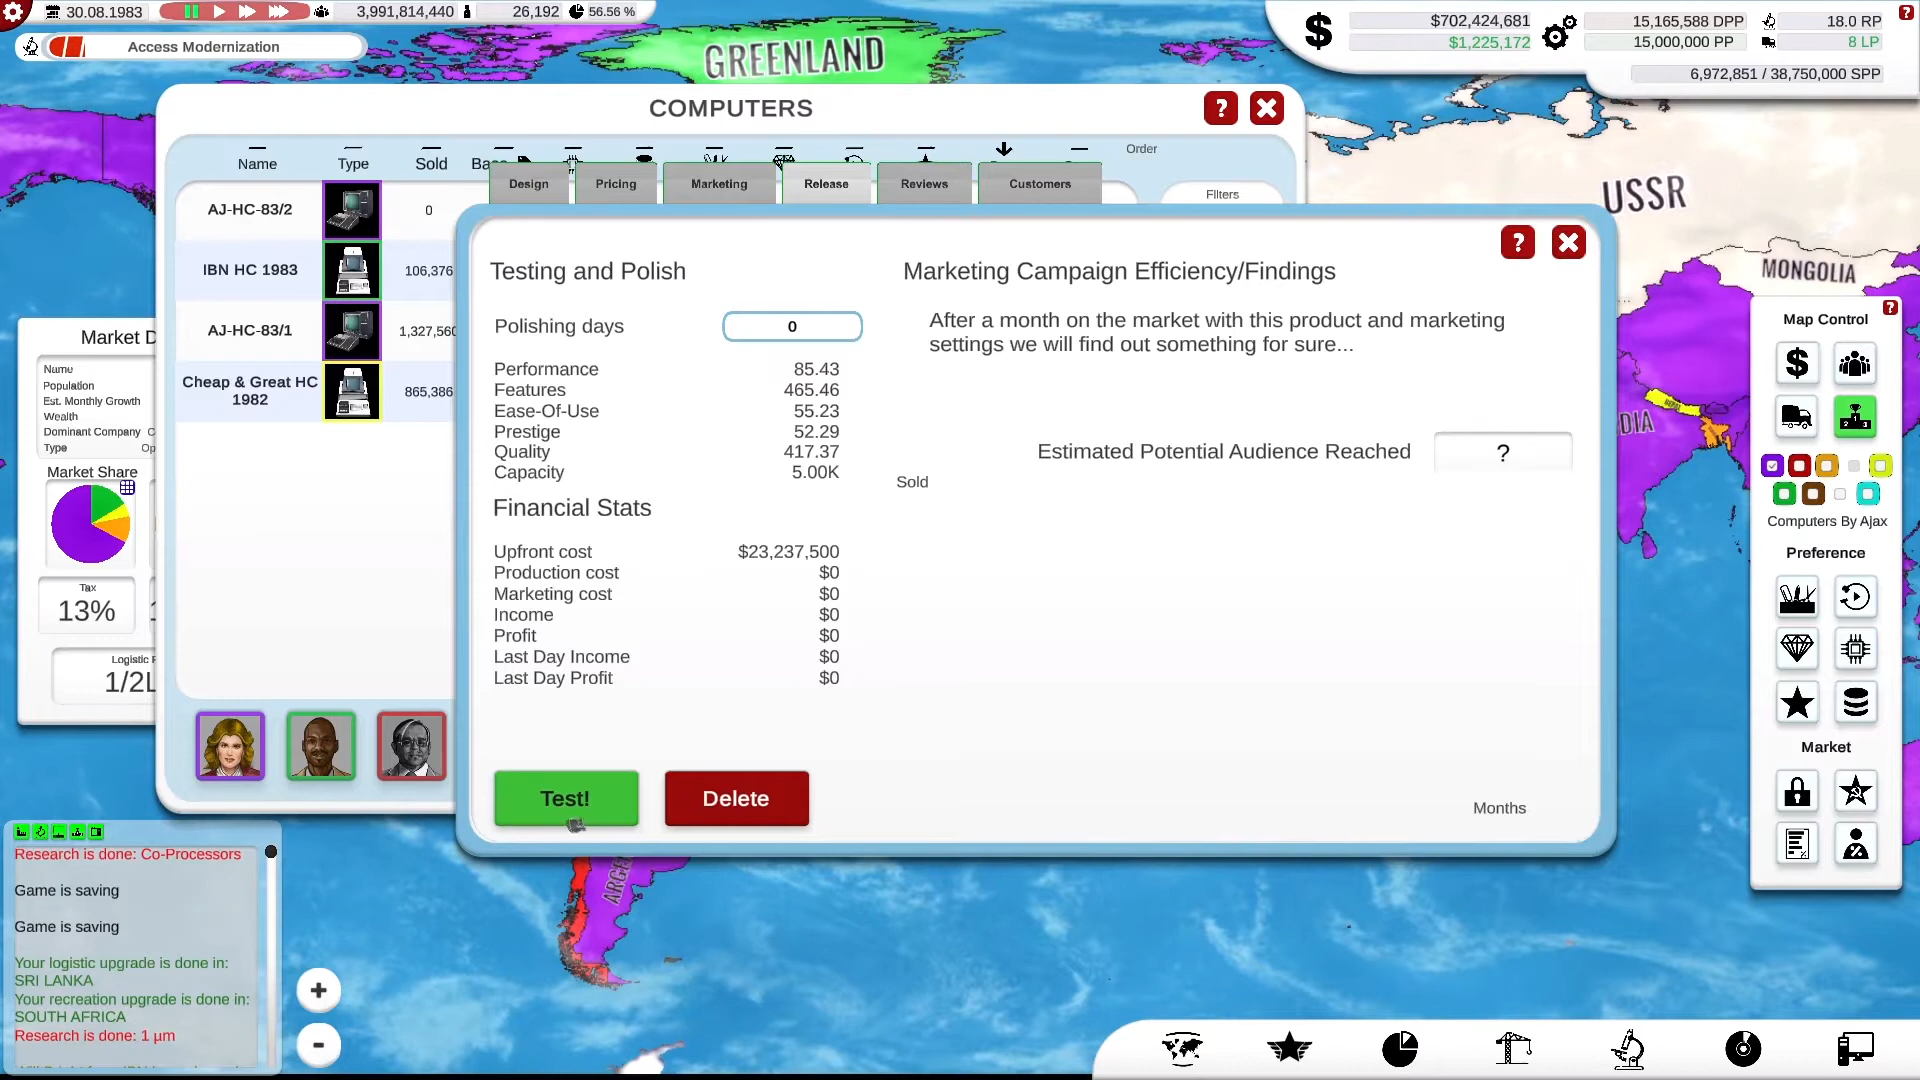 30.08.1983
3,991,814,440
26,192
56.56 %
Access Modernization
GREENLAND
$702,424,681
$1,225,172
15,165,588 DPP
15,000,000 PP
18.0 RP
8 LP
6,972,851 / 38,750,000 SPP
?
COMPUTERS
?
Name
Type
Sold
Order
Filters
AJ-HC-83/2
0
IBN HC 1983
106,376
AJ-HC-83/1
1,327,560
Cheap & Great HC
1982
865,386
Design
Pricing
Marketing
Release
Reviews
Customers
?
Testing and Polish
Polishing days
0
Performance 85.43
Features 465.46
Ease-Of-Use 55.23
Prestige 52.29
Quality 417.37
Capacity 5.00K
Financial Stats
Upfront cost $23,237,500
Production cost $0
Marketing cost $0
Income $0
Profit $0
Last Day Income $0
Last Day Profit $0
Test!
Delete
Marketing Campaign Efficiency/Findings
After a month on the market with this product and marketing
settings we will find out something for sure...
Estimated Potential Audience Reached
?
Sold
Months
Market D
Name
Population
Est. Monthly Growth
Wealth
Dominant Company C
Type Op
Market Share
Tax
13%
Logistic
1/2L
USSR
MONGOLIA
DIA
ARGE
Map Control
?
Computers By Ajax
Preference
Market
Research is done: Co-Processors
Game is saving
Game is saving
Your logistic upgrade is done in:
SRI LANKA
Your recreation upgrade is done in:
SOUTH AFRICA
Research is done: 1 µm
+
-